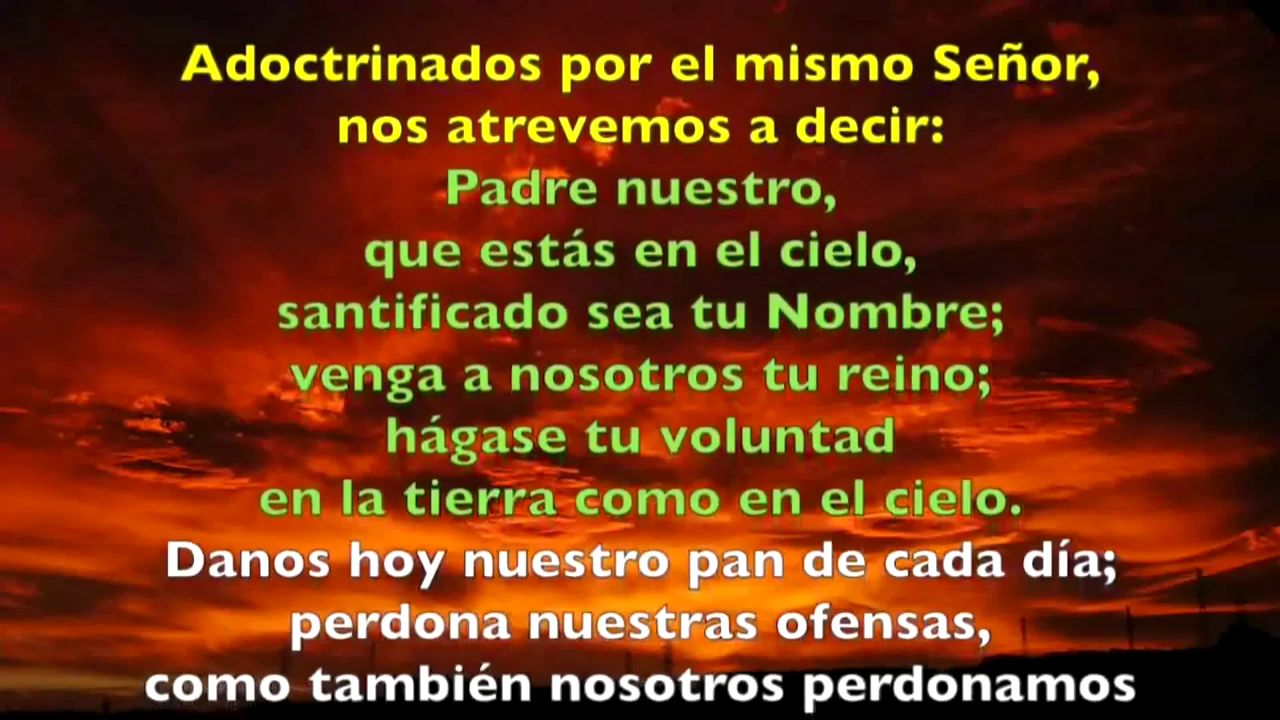 Adoctrinados por el mismo Señor,
nos atrevemos a decir:
Padre nuestro,
que estás en el cielo,
santificado sea tu Nombre;
venga a nosotros tu reino;
hágase tu voluntad
en la tierra como en el cielo.
Danos hoy nuestro pan de cada día;
perdona nuestras ofensas,
como también nosotros perdonamos